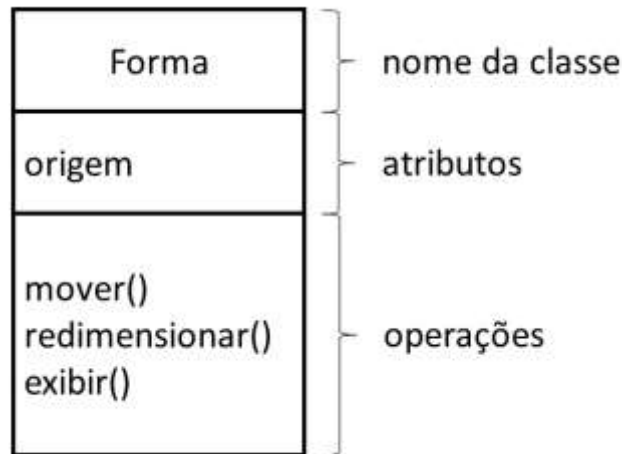 Forma
nome da classe
origem
atributos
mover()
redimensionar()
exibir()
operações